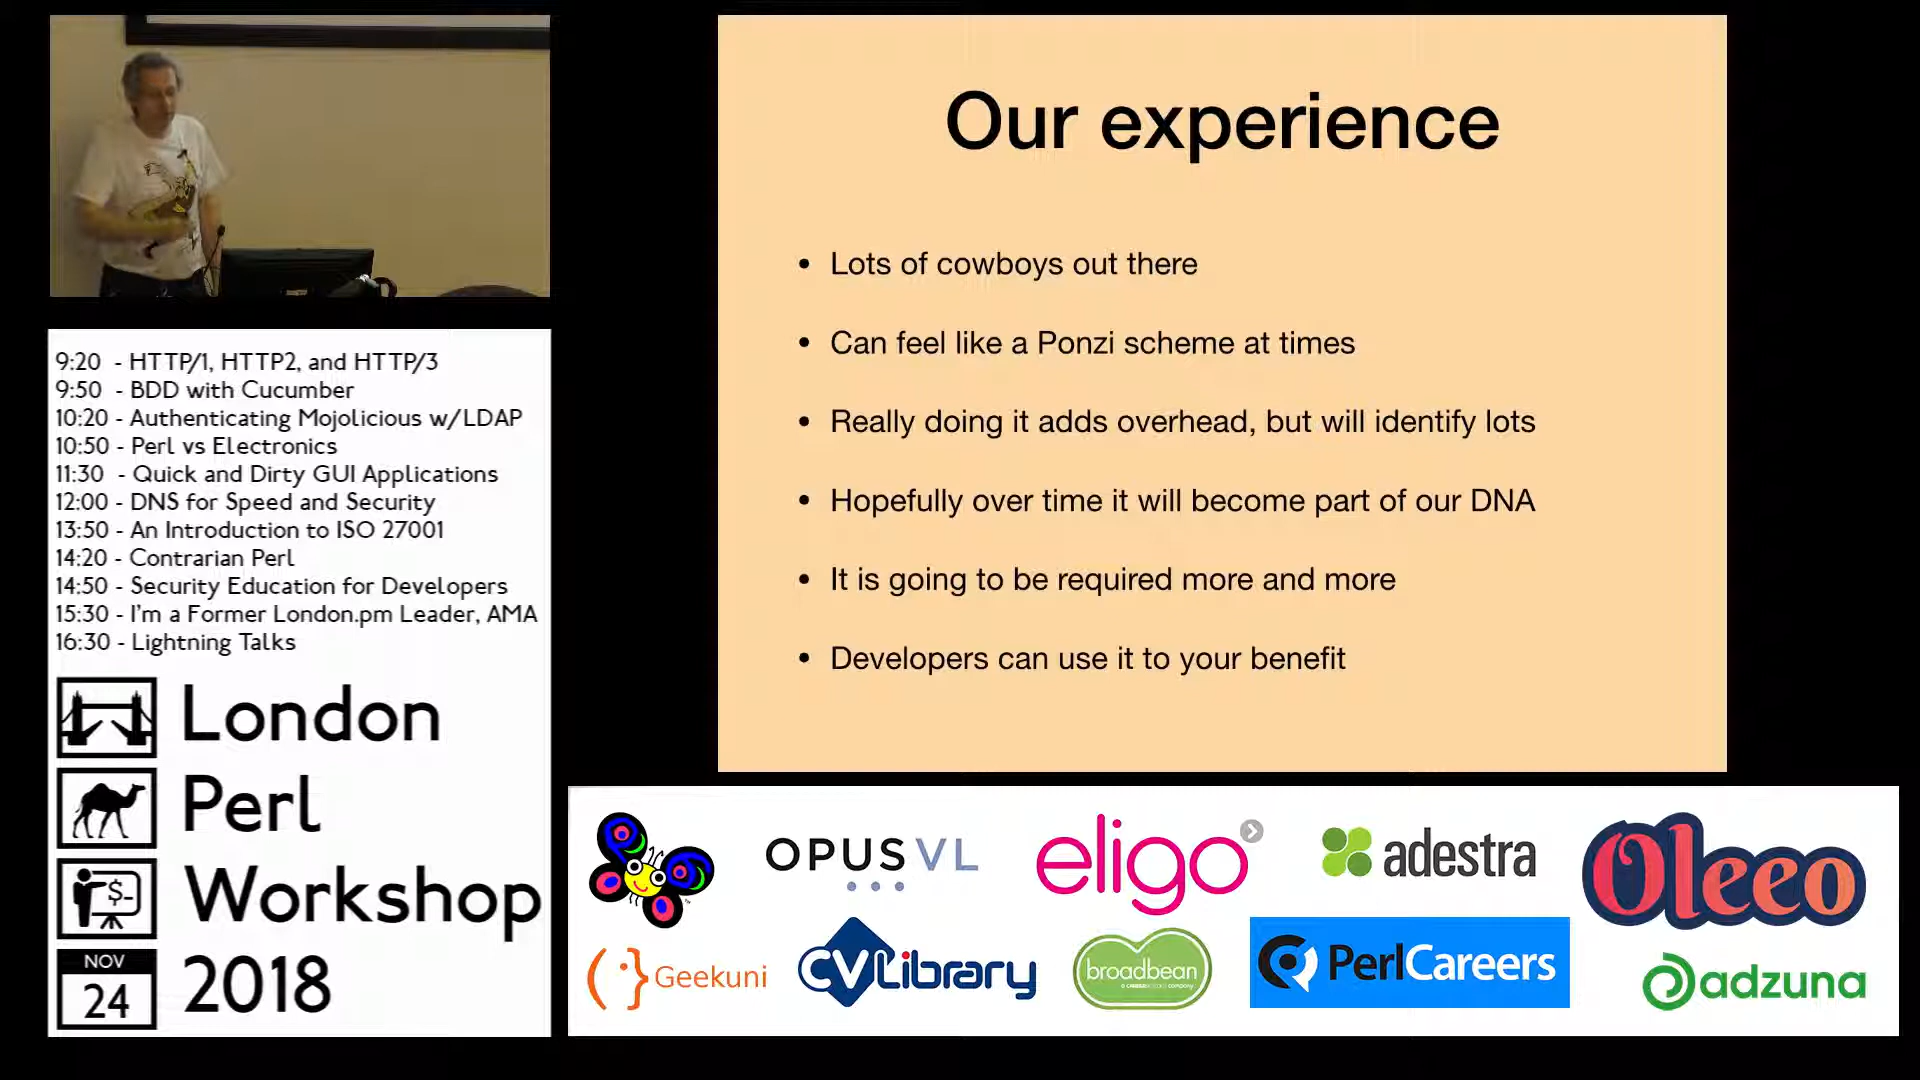 Our experience
• Lots of cowboys out there
• Can feel like a Ponzi scheme at times
• Really doing it adds overhead, but will identify lots
• Hopefully over time it will become part of our DNA
• It is going to be required more and more
• Developers can use it to your benefit
9:20 - HTTP/1, HTTP2, and HTTP/3
9:50 - BDD with Cucumber
10:20 - Authenticating Mojolicious w/LDAP
10:50 - Perl vs Electronics
11:30 - Quick and Dirty GUI Applications
12:00 - DNS for Speed and Security
13:50 - An Introduction to ISO 27001
14:20 - Contrarian Perl
14:50 - Security Education for Developers
15:30 - I'm a Former London.pm Leader, AMA
16:30 - Lightning Talks
London
Perl
$-
Workshop
NOV
24
2018
OPUS VL
eligo
adestra
Oleeo
Geekuni
CVLibrary
broadbean
PerlCareers
adzuna